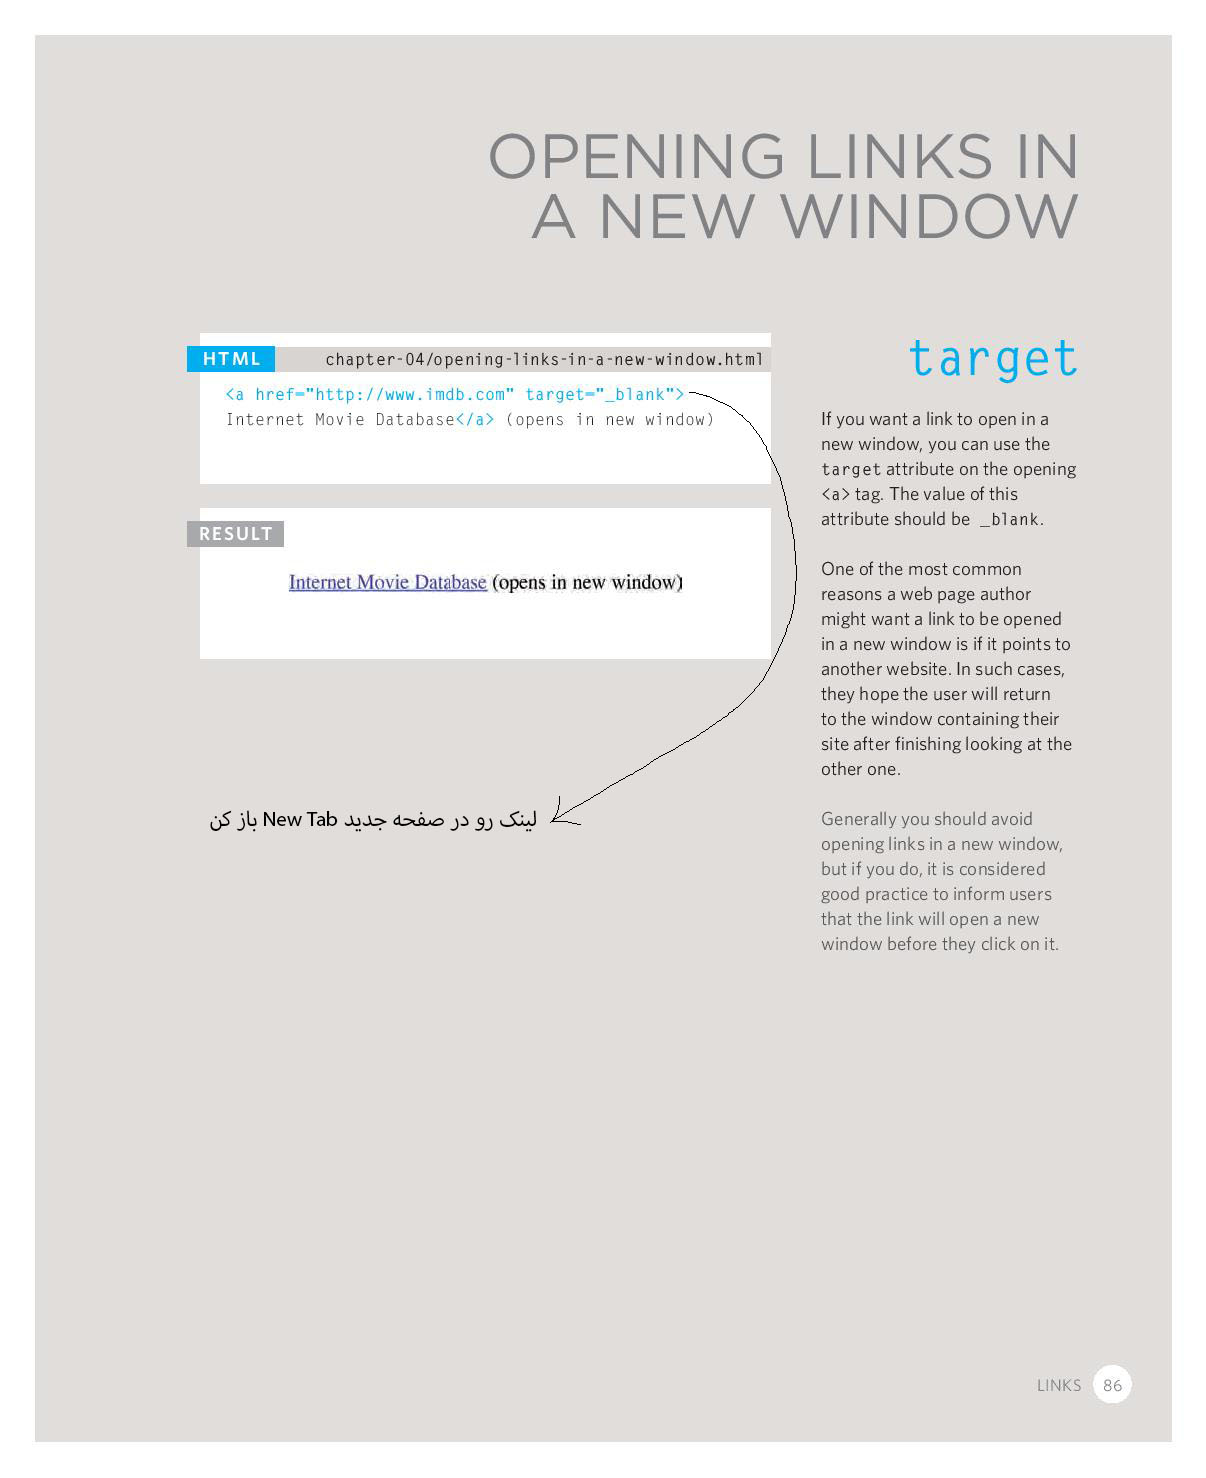 OPENING LINKS IN
A NEW WINDOW
HTML
chapter-04/opening-links-in-a-new-window.html
<a href="http://www.imdb.com" target="_blank">
Internet Movie Database</a> (opens in new window)
RESULT
Internet Movie Database (opens in new window)
لینک رو در صفحه جدید New Tab باز کن
target
If you want a link to open in a
new window, you can use the
target attribute on the opening
<a> tag. The value of this
attribute should be _blank.
One of the most common
reasons a web page author
might want a link to be opened
in a new window is if it points to
another website. In such cases,
they hope the user will return
to the window containing their
site after finishing looking at the
other one.
Generally you should avoid
opening links in a new window,
but if you do, it is considered
good practice to inform users
that the link will open a new
window before they click on it.
LINKS 86